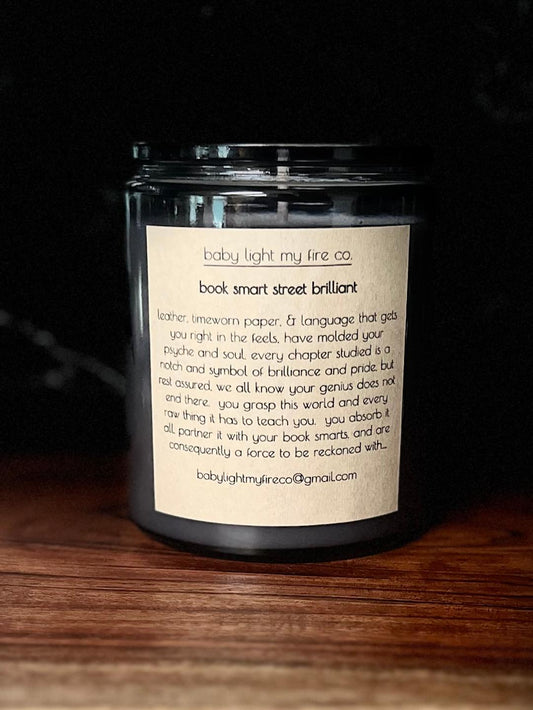 baby light my fire co.
book smart street brilliant
leather, timeworn paper, & language that gets
you right in the feels, have molded your
psyche and soul. every chapter studied is a
notch and symbol of brilliance and pride. but
rest assured, we all know your genius does not
end there. you grasp this world and every
raw thing it has to teach you. you absorb it
all, partner it with your book smarts, and are
consequently a force to be reckoned with...
babylightmyfireco@gmail.com